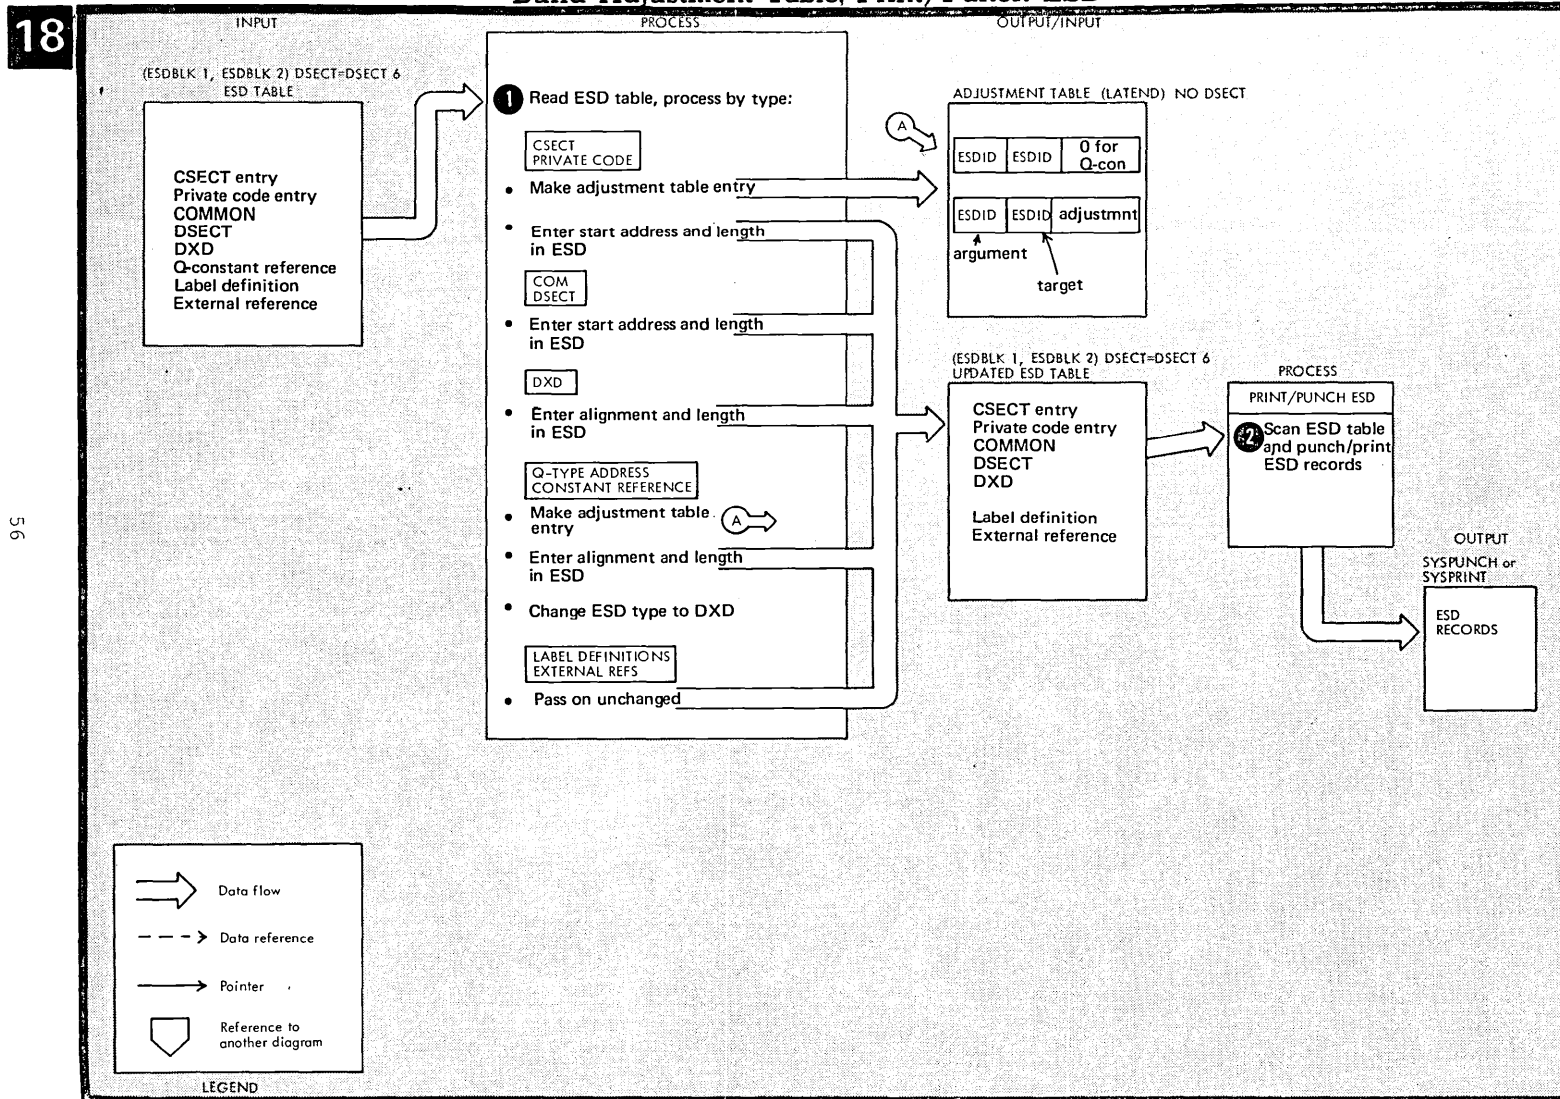 18
INPUT
PROCESS
OUTPUT/INPUT
(ESDBLK 1, ESDBLK 2) DSECT=DSECT 6
ESD TABLE
CSECT entry
Private code entry
COMMON
DSECT
DXD
Q-constant reference
Label definition
External reference
1 Read ESD table, process by type:
CSECT
PRIVATE CODE
• Make adjustment table entry
• Enter start address and length
in ESD
COM
DSECT
• Enter start address and length
in ESD
DXD
• Enter alignment and length
in ESD
Q-TYPE ADDRESS
CONSTANT REFERENCE
• Make adjustment table
entry
A
• Enter alignment and length
in ESD
• Change ESD type to DXD
LABEL DEFINITIONS
EXTERNAL REFS
• Pass on unchanged
ADJUSTMENT TABLE (LATEND) NO DSECT
A
ESDID ESDID 0 for
Q-con
ESDID ESDID adjustmnt
argument
target
(ESDBLK 1, ESDBLK 2) DSECT=DSECT 6
UPDATED ESD TABLE
CSECT entry
Private code entry
COMMON
DSECT
DXD
Label definition
External reference
PROCESS
PRINT/PUNCH ESD
2 Scan ESD table
and punch/print
ESD records
OUTPUT
SYSPUNCH or
SYSPRINT
ESD
RECORDS
56
Data flow
Data reference
Pointer
Reference to
another diagram
LEGEND